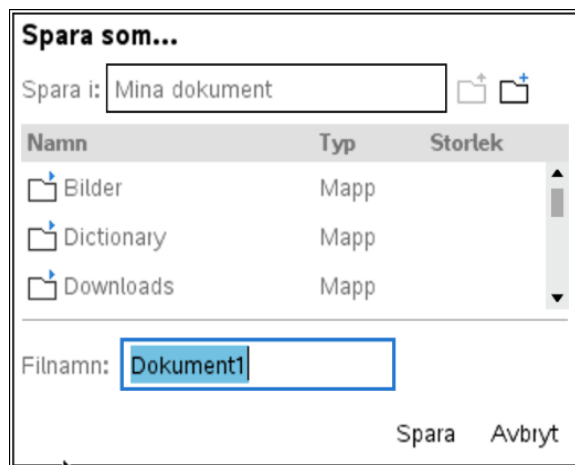 Spara som...
Spara i: Mina dokument
Namn Typ Storlek
Bilder Mapp
Dictionary Mapp
Downloads Mapp
Filnamn: Dokument1
Spara Avbryt